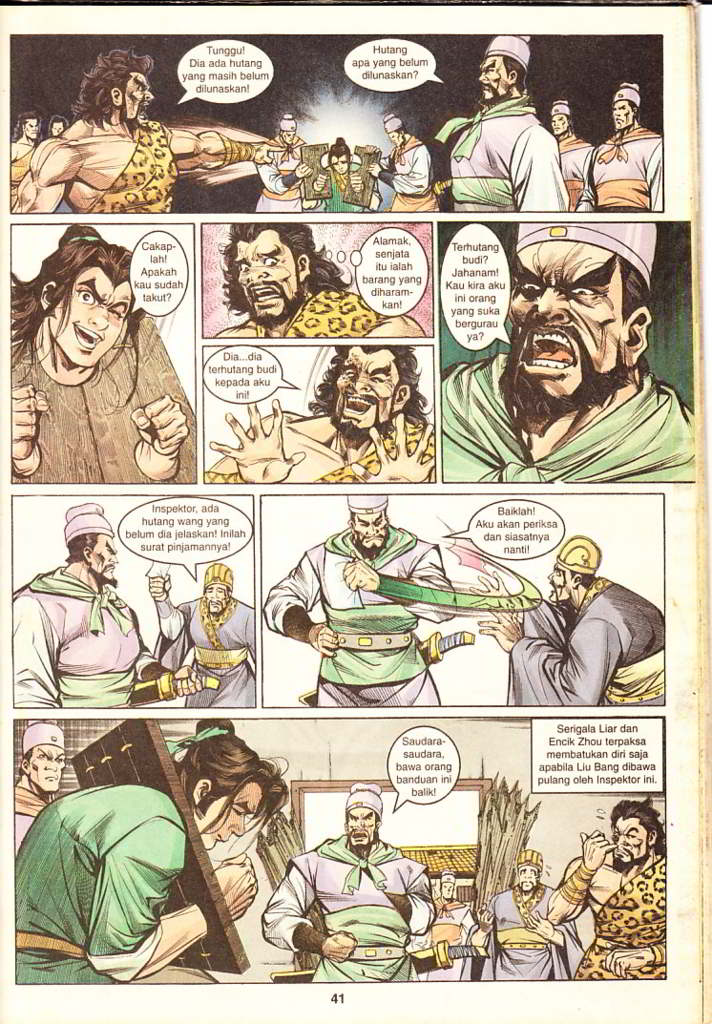 Tunggu!
Dia ada hutang
yang masih belum
dilunaskan!
Hutang
apa yang belum
dilunaskan?
Cakap-
lah!
Apakah
kau sudah
takut?
Alamak,
senjata
itu ialah
barang yang
diharam-
kan!
Dia...dia
terhutang budi
kepada aku
ini!
Terhutang
budi?
Jahanam!
Kau kira aku
ini orang
yang suka
bergurau
ya?
Inspektor, ada
hutang wang yang
belum dia jelaskan! Inilah
surat pinjamannya!
Baiklah!
Aku akan periksa
dan siasatnya
nanti!
Saudara-
saudara,
bawa orang
banduan ini
balik!
Serigala Liar dan
Encik Zhou terpaksa
membatukan diri saja
apabila Liu Bang dibawa
pulang oleh Inspektor ini.
41